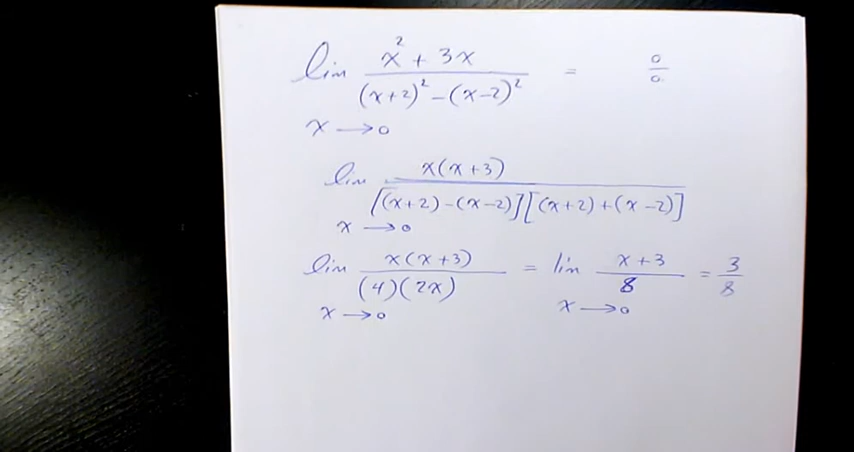 lim (x² + 3x) / ((x+2)² - (x-2)²) = 0/0
x → 0
lim x(x+3) / [(x+2)-(x-2)][(x+2)+(x-2)]
x → 0
lim x(x+3) / (4)(2x) = lim (x+3) / 8 = 3/8
x → 0 x → 0